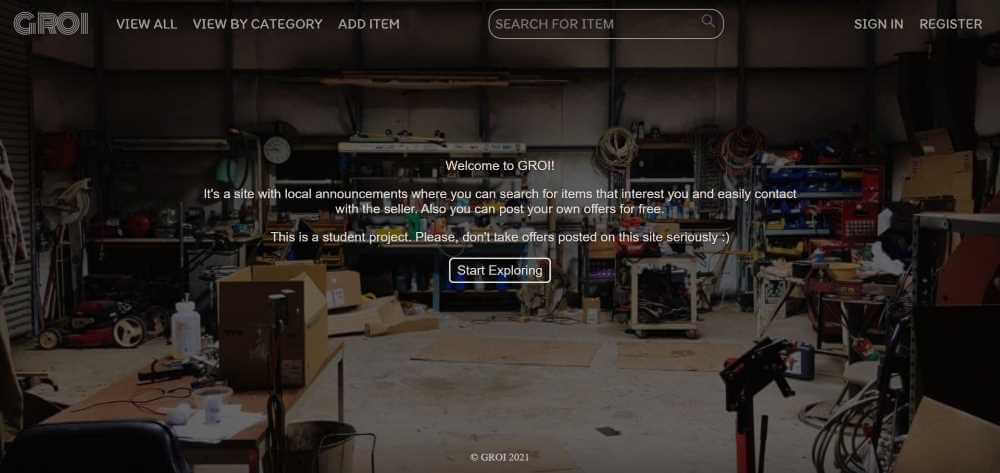 GROI VIEW ALL VIEW BY CATEGORY ADD ITEM SEARCH FOR ITEM SIGN IN REGISTER
Welcome to GROI!
It's a site with local announcements where you can search for items that interest you and easily contact
with the seller. Also you can post your own offers for free.
This is a student project. Please, don't take offers posted on this site seriously :)
Start Exploring
© GROI 2021